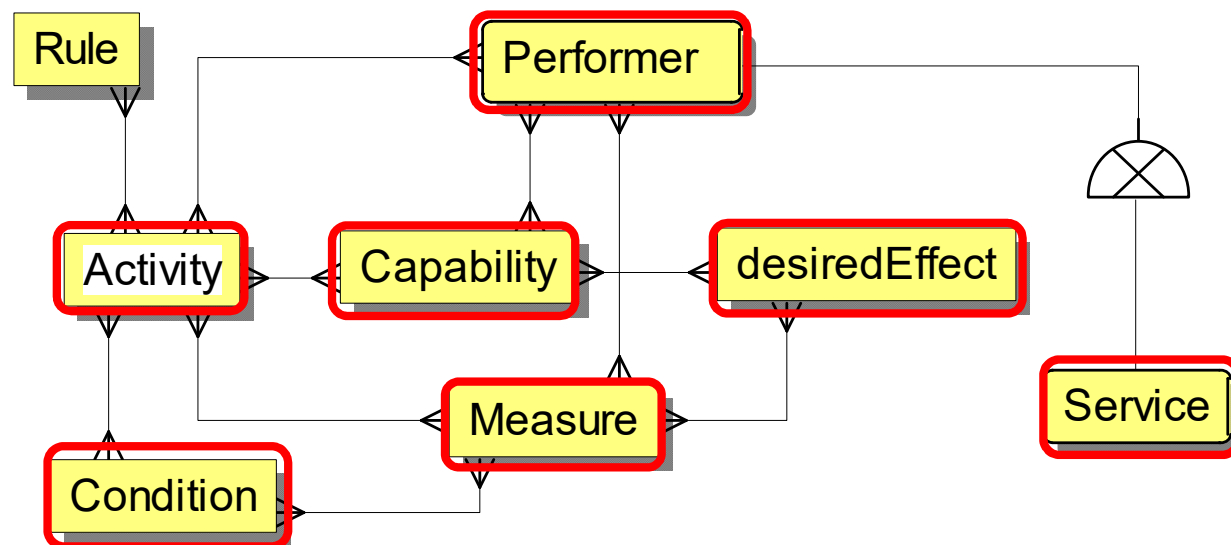 Rule
Performer
Activity
Capability
desiredEffect
Measure
Service
Condition